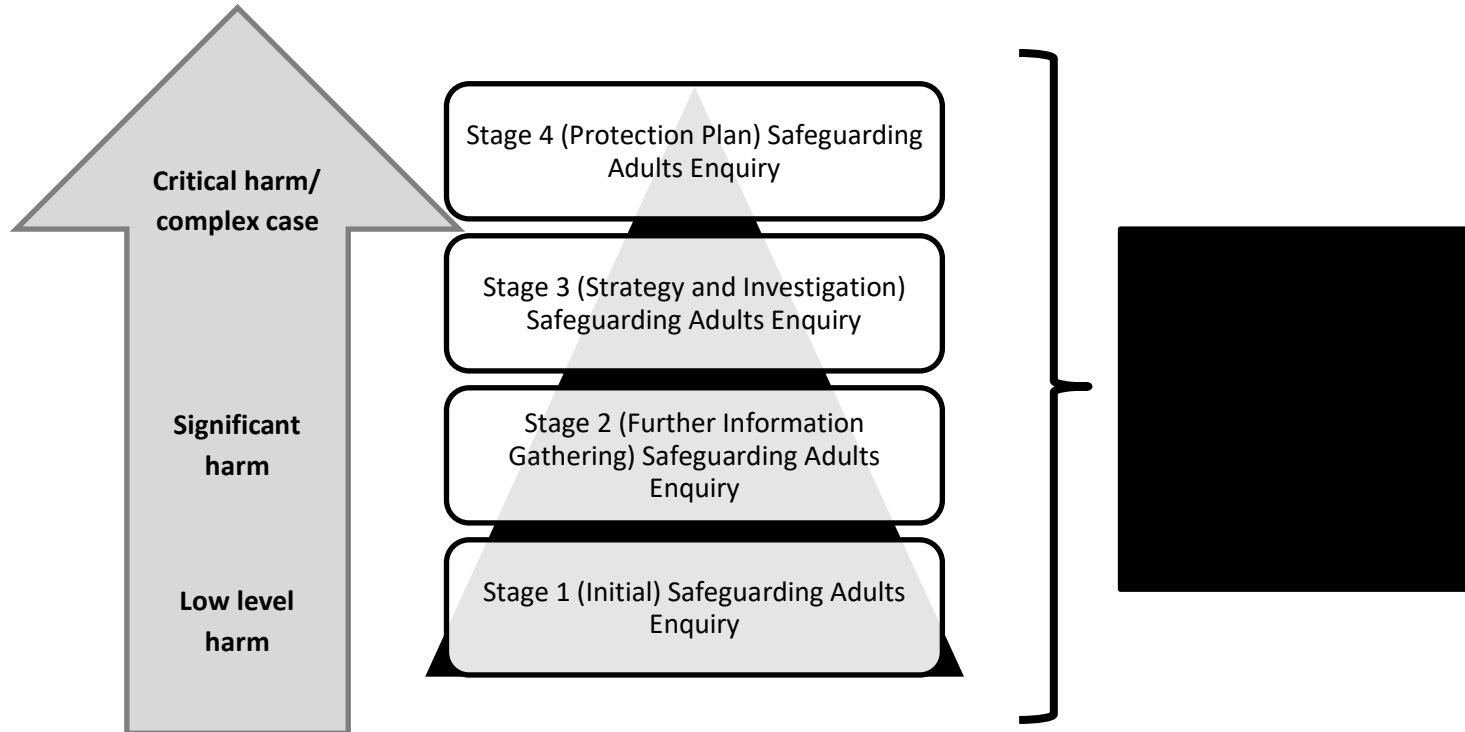 Critical harm/
complex case
Significant
harm
Low level
harm
Stage 4 (Protection Plan) Safeguarding
Adults Enquiry
Stage 3 (Strategy and Investigation)
Safeguarding Adults Enquiry
Stage 2 (Further Information
Gathering) Safeguarding Adults
Enquiry
Stage 1 (Initial) Safeguarding Adults
Enquiry